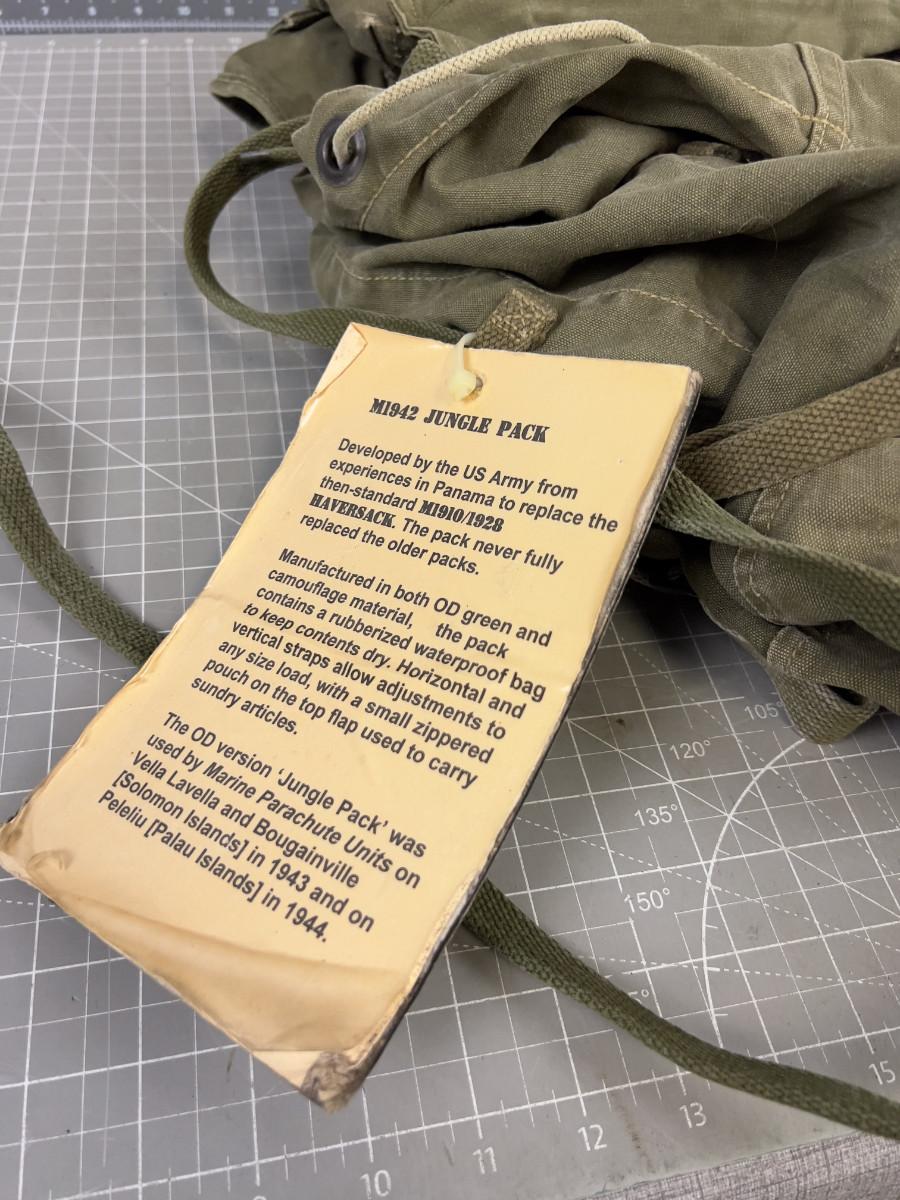 M1942 JUNGLE PACK
Developed by the US Army from
experiences in Panama to replace the
then-standard M1910/1928
HAVERSACK. The pack never fully
replaced the older packs.
Manufactured in both OD green and
camouflage material, the pack
contains a rubberized waterproof bag
to keep contents dry. Horizontal and
vertical straps allow adjustments to
any size load, with a small zippered
pouch on the top flap used to carry
sundry articles.
The OD version 'Jungle Pack' was
used by Marine Parachute Units on
Vella Lavella and Bougainville
[Solomon Islands] in 1943 and on
Peleliu [Palau Islands] in 1944.
105°
120°
135°
150°
10
11
12
13
15